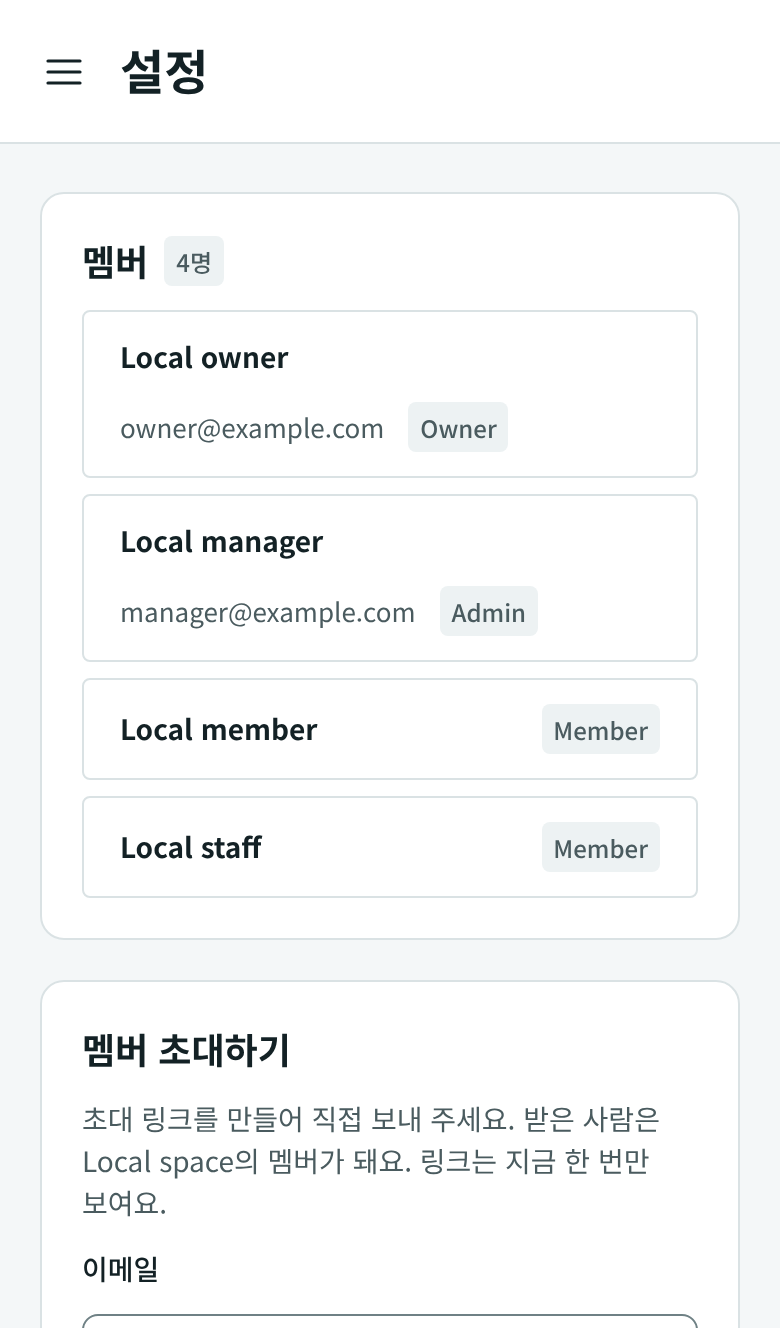 설정
멤버 4명
Local owner
owner@example.com Owner
Local manager
manager@example.com Admin
Local member Member
Local staff Member
멤버 초대하기
초대 링크를 만들어 직접 보내 주세요. 받은 사람은
Local space의 멤버가 돼요. 링크는 지금 한 번만
보여요.
이메일